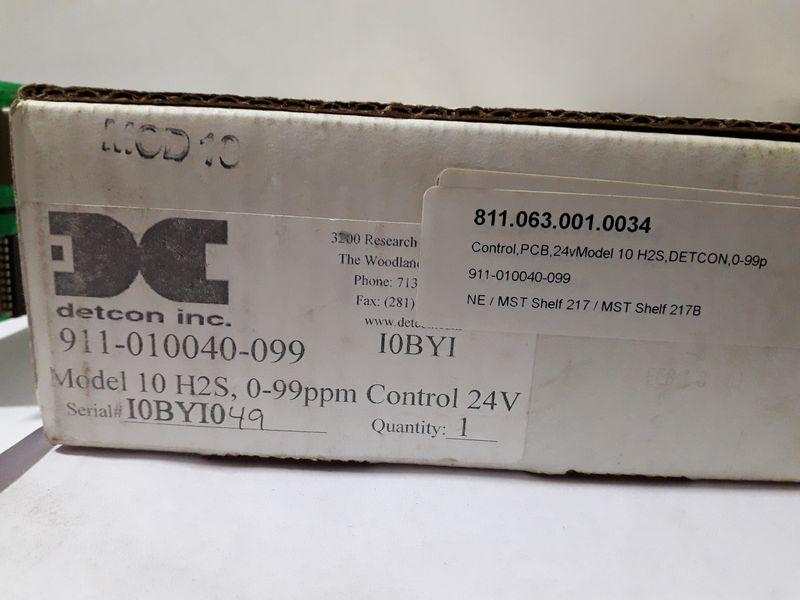 MOD 10
detcon inc.
3200 Research
The Woodlan
Phone: 713
Fax: (281)
www.detc
911-010040-099
I0BYI
Model 10 H2S, 0-99ppm Control 24V
Serial# I0BYI049
Quantity: 1
811.063.001.0034
Control,PCB,24vModel 10 H2S,DETCON,0-99p
911-010040-099
NE / MST Shelf 217 / MST Shelf 217B